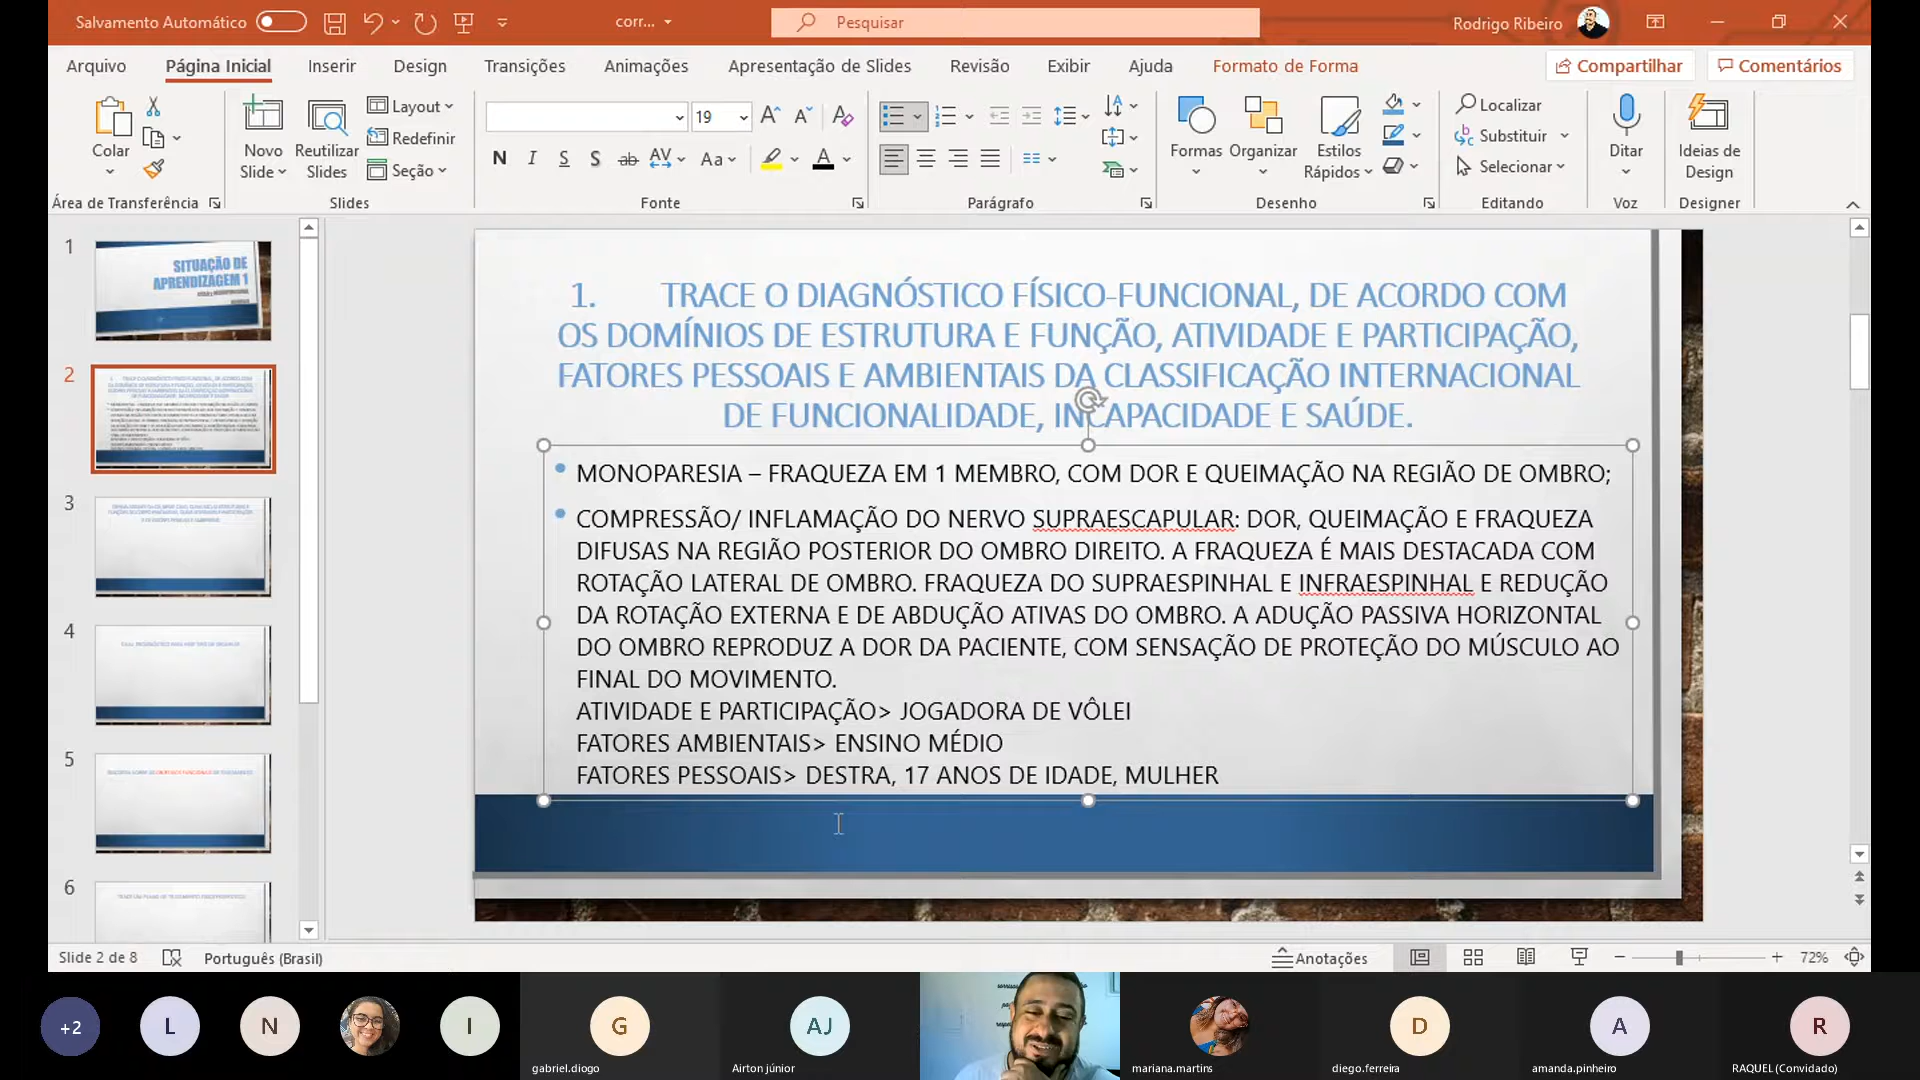 Salvamento Automático
corr...
Pesquisar
Rodrigo Ribeiro
Arquivo
Página Inicial
Inserir
Design
Transições
Animações
Apresentação de Slides
Revisão
Exibir
Ajuda
Formato de Forma
Compartilhar
Comentários
Colar
Novo Slide
Reutilizar Slides
Layout
Redefinir
Seção
19
N I S S ab AV Aa A
Formas
Organizar
Estilos Rápidos
Localizar
Substituir
Selecionar
Ditar
Ideias de Design
Área de Transferência
Slides
Fonte
Parágrafo
Desenho
Editando
Voz
Designer
1
SITUAÇÃO DE
APRENDIZAGEM 1
2
3
4
5
6
1. TRACE O DIAGNÓSTICO FÍSICO-FUNCIONAL, DE ACORDO COM
OS DOMÍNIOS DE ESTRUTURA E FUNÇÃO, ATIVIDADE E PARTICIPAÇÃO,
FATORES PESSOAIS E AMBIENTAIS DA CLASSIFICAÇÃO INTERNACIONAL
DE FUNCIONALIDADE, INCAPACIDADE E SAÚDE.
• MONOPARESIA – FRAQUEZA EM 1 MEMBRO, COM DOR E QUEIMAÇÃO NA REGIÃO DE OMBRO;
• COMPRESSÃO/ INFLAMAÇÃO DO NERVO SUPRAESCAPULAR: DOR, QUEIMAÇÃO E FRAQUEZA
DIFUSAS NA REGIÃO POSTERIOR DO OMBRO DIREITO. A FRAQUEZA É MAIS DESTACADA COM
ROTAÇÃO LATERAL DE OMBRO. FRAQUEZA DO SUPRAESPINHAL E INFRAESPINHAL E REDUÇÃO
DA ROTAÇÃO EXTERNA E DE ABDUÇÃO ATIVAS DO OMBRO. A ADUÇÃO PASSIVA HORIZONTAL
DO OMBRO REPRODUZ A DOR DA PACIENTE, COM SENSAÇÃO DE PROTEÇÃO DO MÚSCULO AO
FINAL DO MOVIMENTO.
ATIVIDADE E PARTICIPAÇÃO> JOGADORA DE VÔLEI
FATORES AMBIENTAIS> ENSINO MÉDIO
FATORES PESSOAIS> DESTRA, 17 ANOS DE IDADE, MULHER
Slide 2 de 8
Português (Brasil)
Anotações
72%
+2
L
N
I
G
AJ
D
A
R
gabriel.diogo
Airton júnior
mariana.martins
diego.ferreira
amanda.pinheiro
RAQUEL (Convidado)